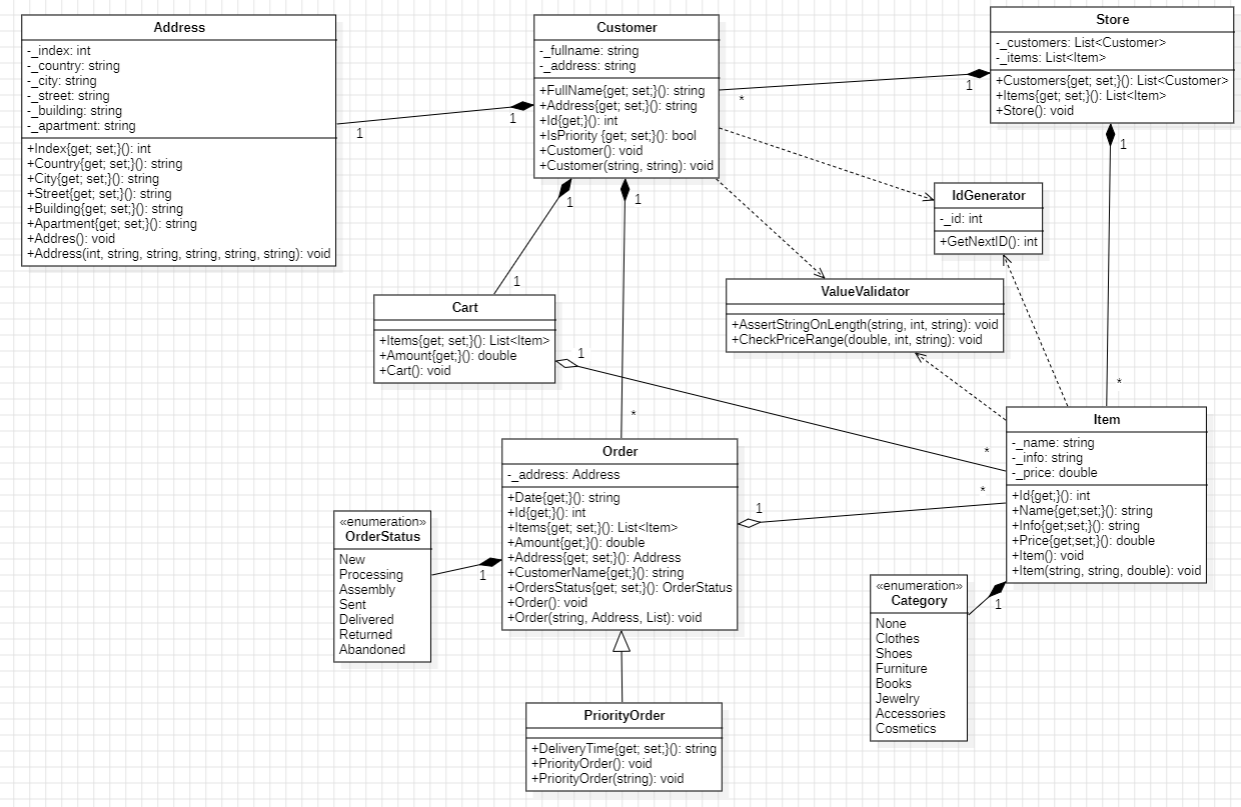 Address
-_index: int
-_country: string
-_city: string
-_street: string
-_building: string
-_apartment: string
+Index{get; set;}(): int
+Country{get; set;}(): string
+City{get; set;}(): string
+Street{get; set;}(): string
+Building{get; set;}(): string
+Apartment{get; set;}(): string
+Addres(): void
+Address(int, string, string, string, string, string): void
1
1
Customer
-_fullname: string
-_address: string
+FullName{get; set;}(): string
+Address{get; set;}(): string
+Id{get;}(): int
+IsPriority {get; set;}(): bool
+Customer(): void
+Customer(string, string): void
*
1
Store
-_customers: List<Customer>
-_items: List<Item>
+Customers{get; set;}(): List<Customer>
+Items{get; set;}(): List<Item>
+Store(): void
1
1
1
IdGenerator
-_id: int
+GetNextID(): int
1
ValueValidator
+AssertStringOnLength(string, int, string): void
+CheckPriceRange(double, int, string): void
Cart
+Items{get; set;}(): List<Item>
+Amount{get;}(): double
+Cart(): void
1
*
*
*
Item
-_name: string
-_info: string
-_price: double
+Id{get;}(): int
+Name{get;set;}(): string
+Info{get;set;}(): string
+Price{get;set;}(): double
+Item(): void
+Item(string, string, double): void
Order
-_address: Address
+Date{get;}(): string
+Id{get;}(): int
+Items{get; set;}(): List<Item>
+Amount{get;}(): double
+Address{get; set;}(): Address
+CustomerName{get;}(): string
+OrdersStatus{get; set;}(): OrderStatus
+Order(): void
+Order(string, Address, List): void
1
*
«enumeration»
OrderStatus
New
Processing
Assembly
Sent
Delivered
Returned
Abandoned
1
«enumeration»
Category
None
Clothes
Shoes
Furniture
Books
Jewelry
Accessories
Cosmetics
1
PriorityOrder
+DeliveryTime{get; set;}(): string
+PriorityOrder(): void
+PriorityOrder(string): void